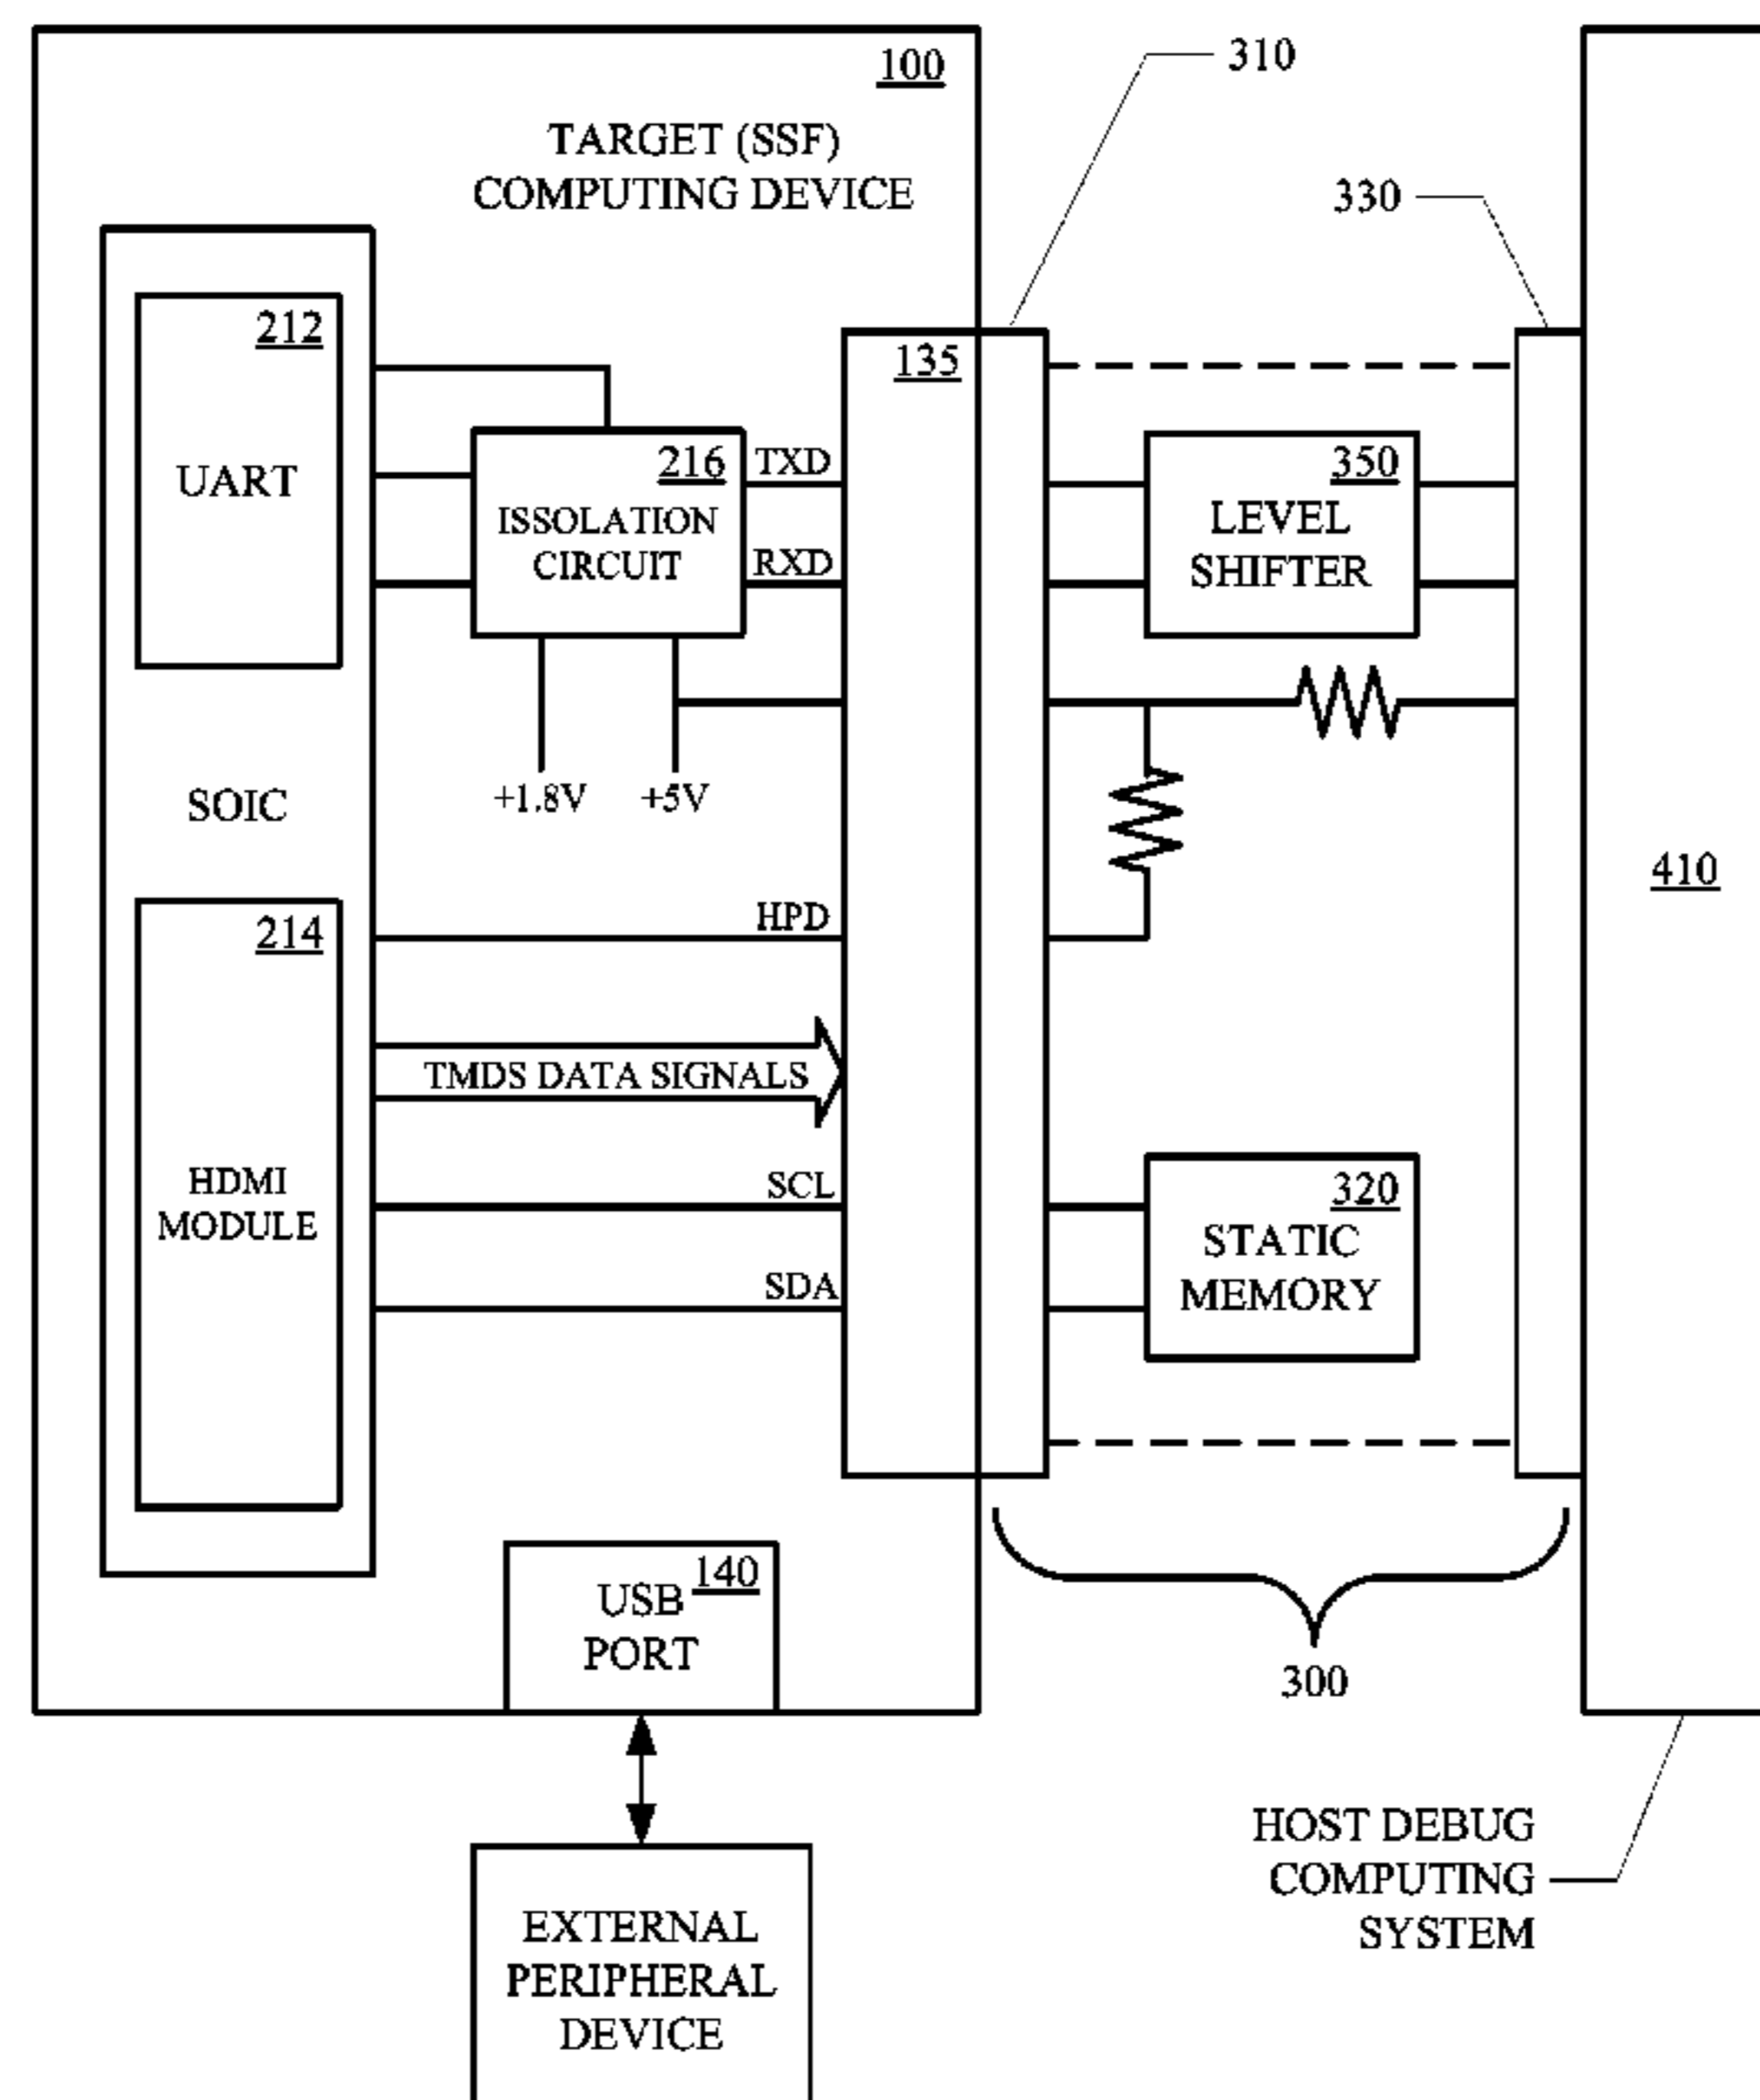 100
TARGET (SSF)
COMPUTING DEVICE
310
330
212
UART
135
216
ISSOLATION
CIRCUIT
TXD
RXD
350
LEVEL
SHIFTER
+1.8V
+5V
SOIC
410
214
HDMI
MODULE
HPD
TMDS DATA SIGNALS
SCL
SDA
320
STATIC
MEMORY
140
USB
PORT
300
HOST DEBUG
COMPUTING
SYSTEM
EXTERNAL
PERIPHERAL
DEVICE